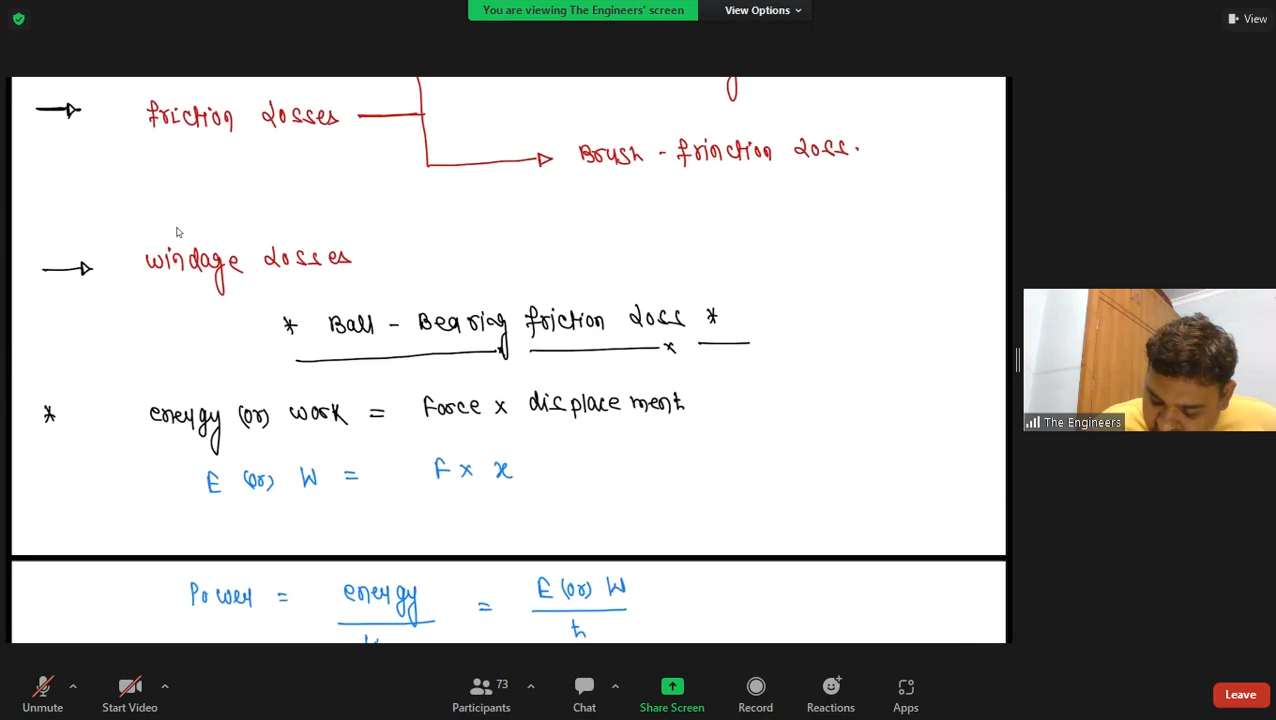 You are viewing The Engineers' screen
View Options
View
friction Losses
Brush - frinction Loss.
windage Losses
* Ball - Bearing friction Loss *
* energy (or) work = Force × displacement
E (or) W = F × x
Power = energy = E (or) W
t
The Engineers
73
Unmute
Start Video
Participants
Chat
Share Screen
Record
Reactions
Apps
Leave